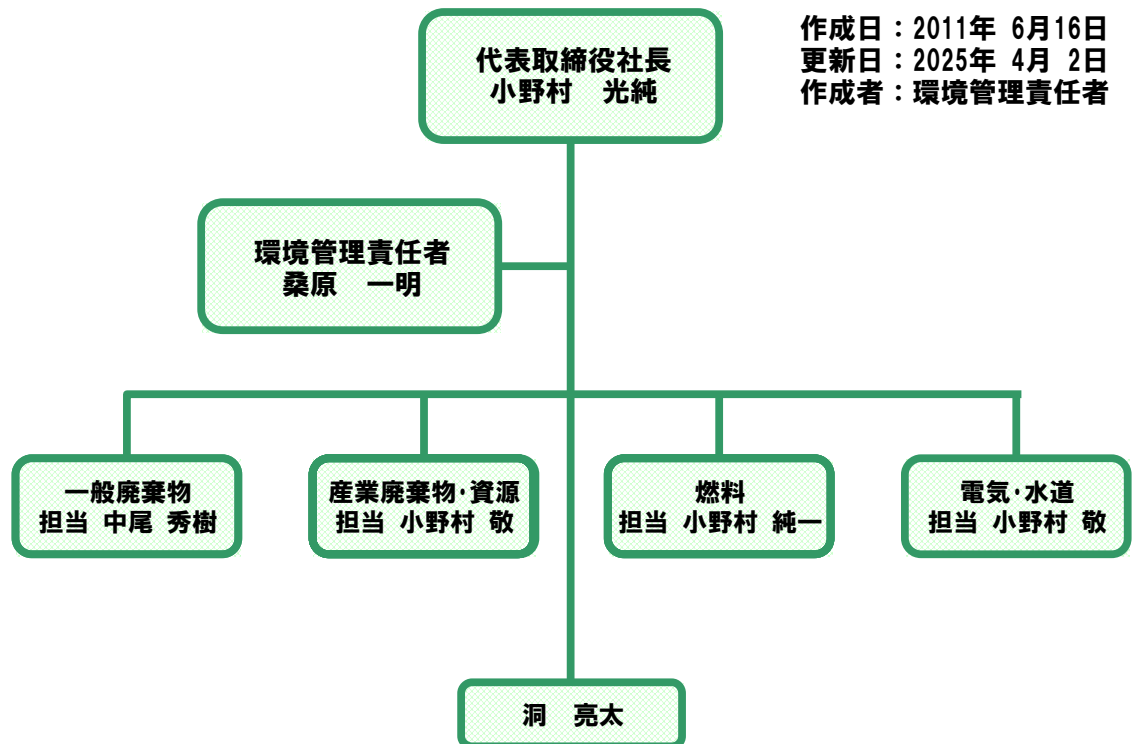 代表取締役社長
小野村　光純
作成日：2011年 6月16日
更新日：2025年 4月 2日
作成者：環境管理責任者
環境管理責任者
桑原　一明
一般廃棄物
担当 中尾 秀樹
産業廃棄物･資源
担当 小野村 敬
燃料
担当 小野村 純一
電気･水道
担当 小野村 敬
洞　亮太